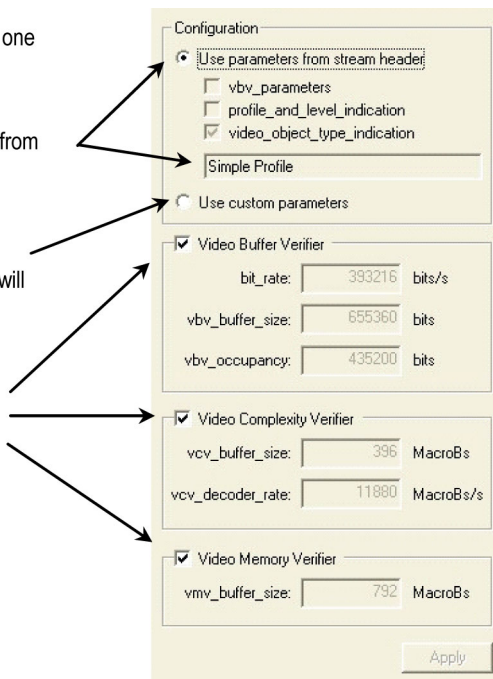 one
from
will
Configuration
Use parameters from stream header
vbv_parameters
profile_and_level_indication
video_object_type_indication
Simple Profile
Use custom parameters
Video Buffer Verifier
bit_rate: 393216 bits/s
vbv_buffer_size: 655360 bits
vbv_occupancy: 435200 bits
Video Complexity Verifier
vcv_buffer_size: 396 MacroBs
vcv_decoder_rate: 11880 MacroBs/s
Video Memory Verifier
vmv_buffer_size: 792 MacroBs
Apply